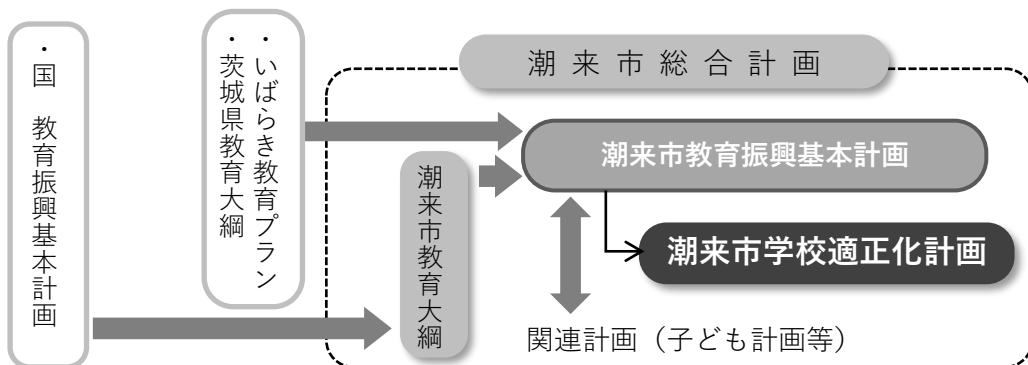 ・国 教育振興基本計画
・いばらき教育プラン
・茨城県教育大綱
潮来市総合計画
潮来市教育振興基本計画
潮来市教育大綱
潮来市学校適正化計画
関連計画（子ども計画等）